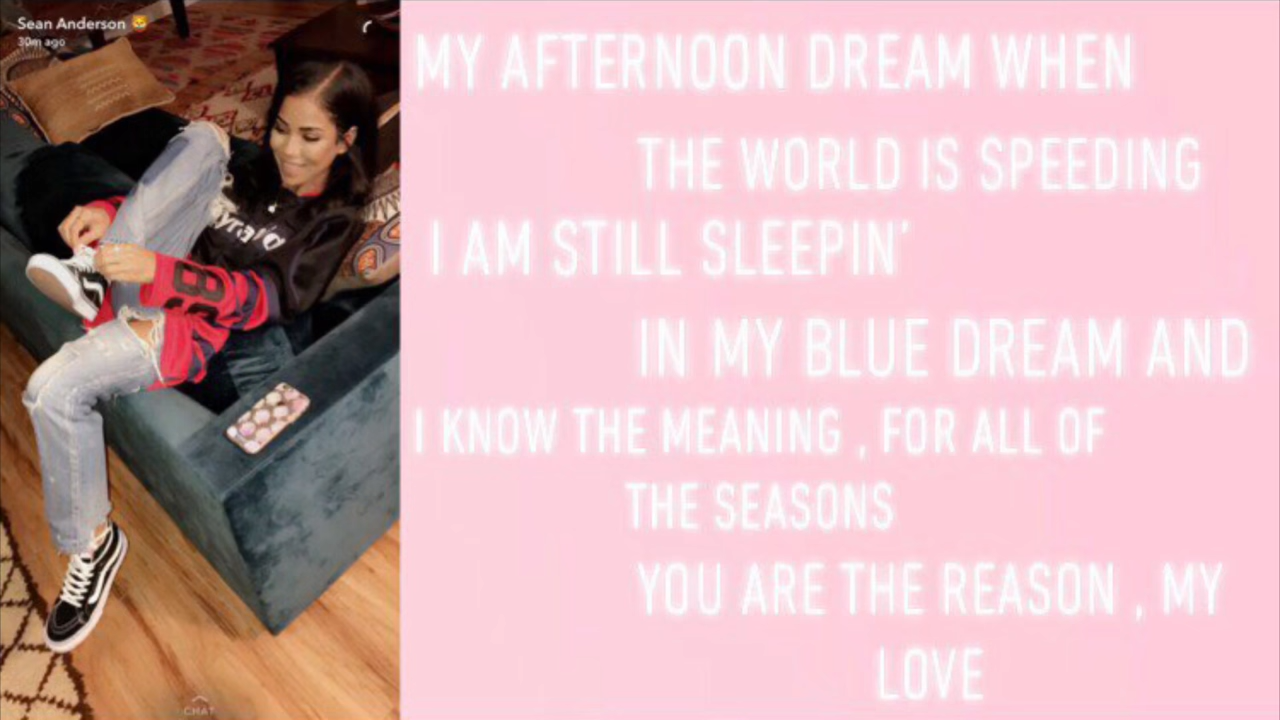 Sean Anderson 😊
30m ago
MY AFTERNOON DREAM WHEN
THE WORLD IS SPEEDING
I AM STILL SLEEPIN'
IN MY BLUE DREAM AND
I KNOW THE MEANING , FOR ALL OF
THE SEASONS
YOU ARE THE REASON , MY
LOVE
CHAT